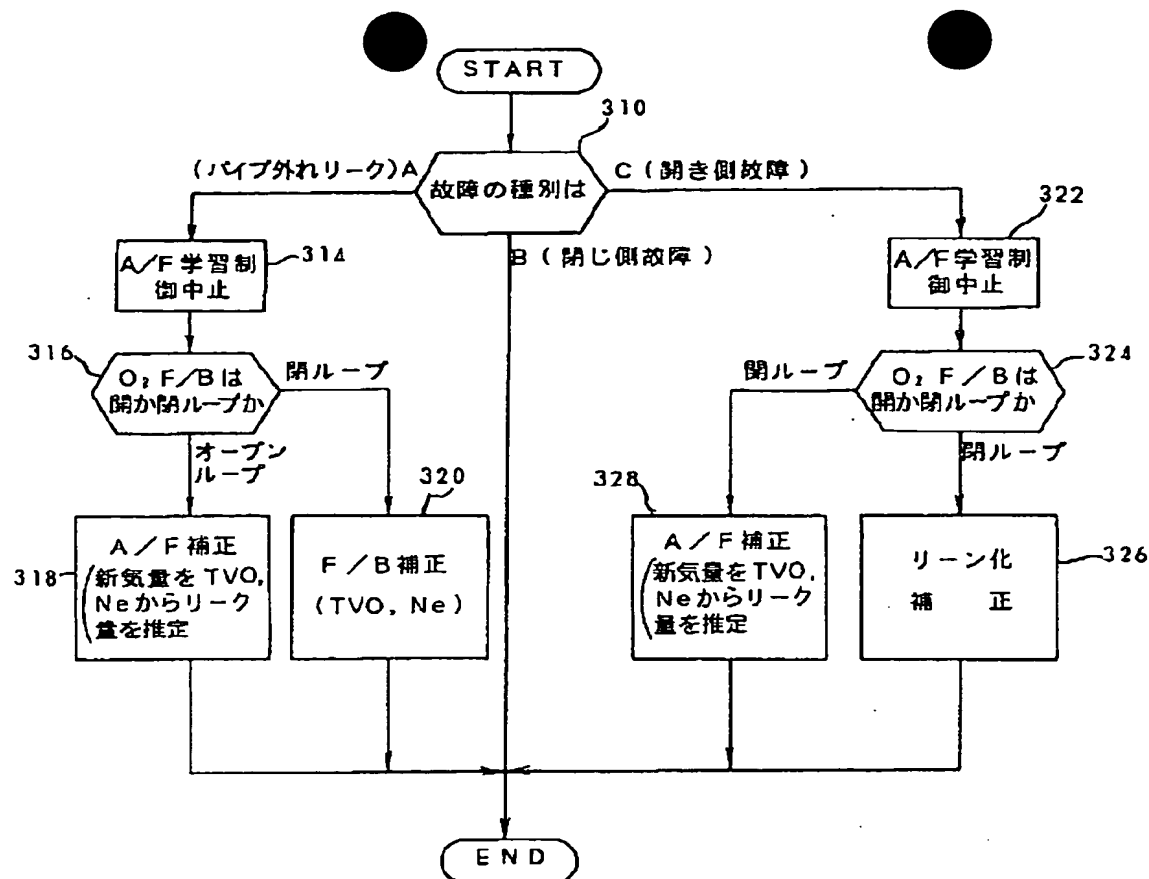 START
310
(パイプ外れリーク)A
故障の種別は
C(開き側故障)
B(閉じ側故障)
A/F学習制
御中止
314
322
A/F学習制
御中止
316
O₂ F/Bは
開か閉ループか
閉ループ
オープン
ループ
324
O₂ F/Bは
開か閉ループか
開ループ
閉ループ
318
A/F補正
(新気量をTVO,
Neからリーク
量を推定
320
F/B補正
(TVO, Ne)
328
A/F補正
(新気量をTVO,
Neからリーク
量を推定
326
リーン化
補 正
END